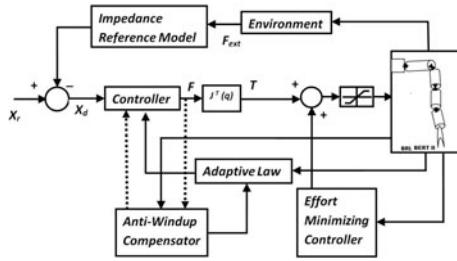 Impedance
Reference Model
Environment
F_ext
+
−
X_r
X_d
Controller
F
J^T (q)
T
+
+
BRL BERT II
Adaptive Law
Anti-Windup
Compensator
Effort
Minimizing
Controller